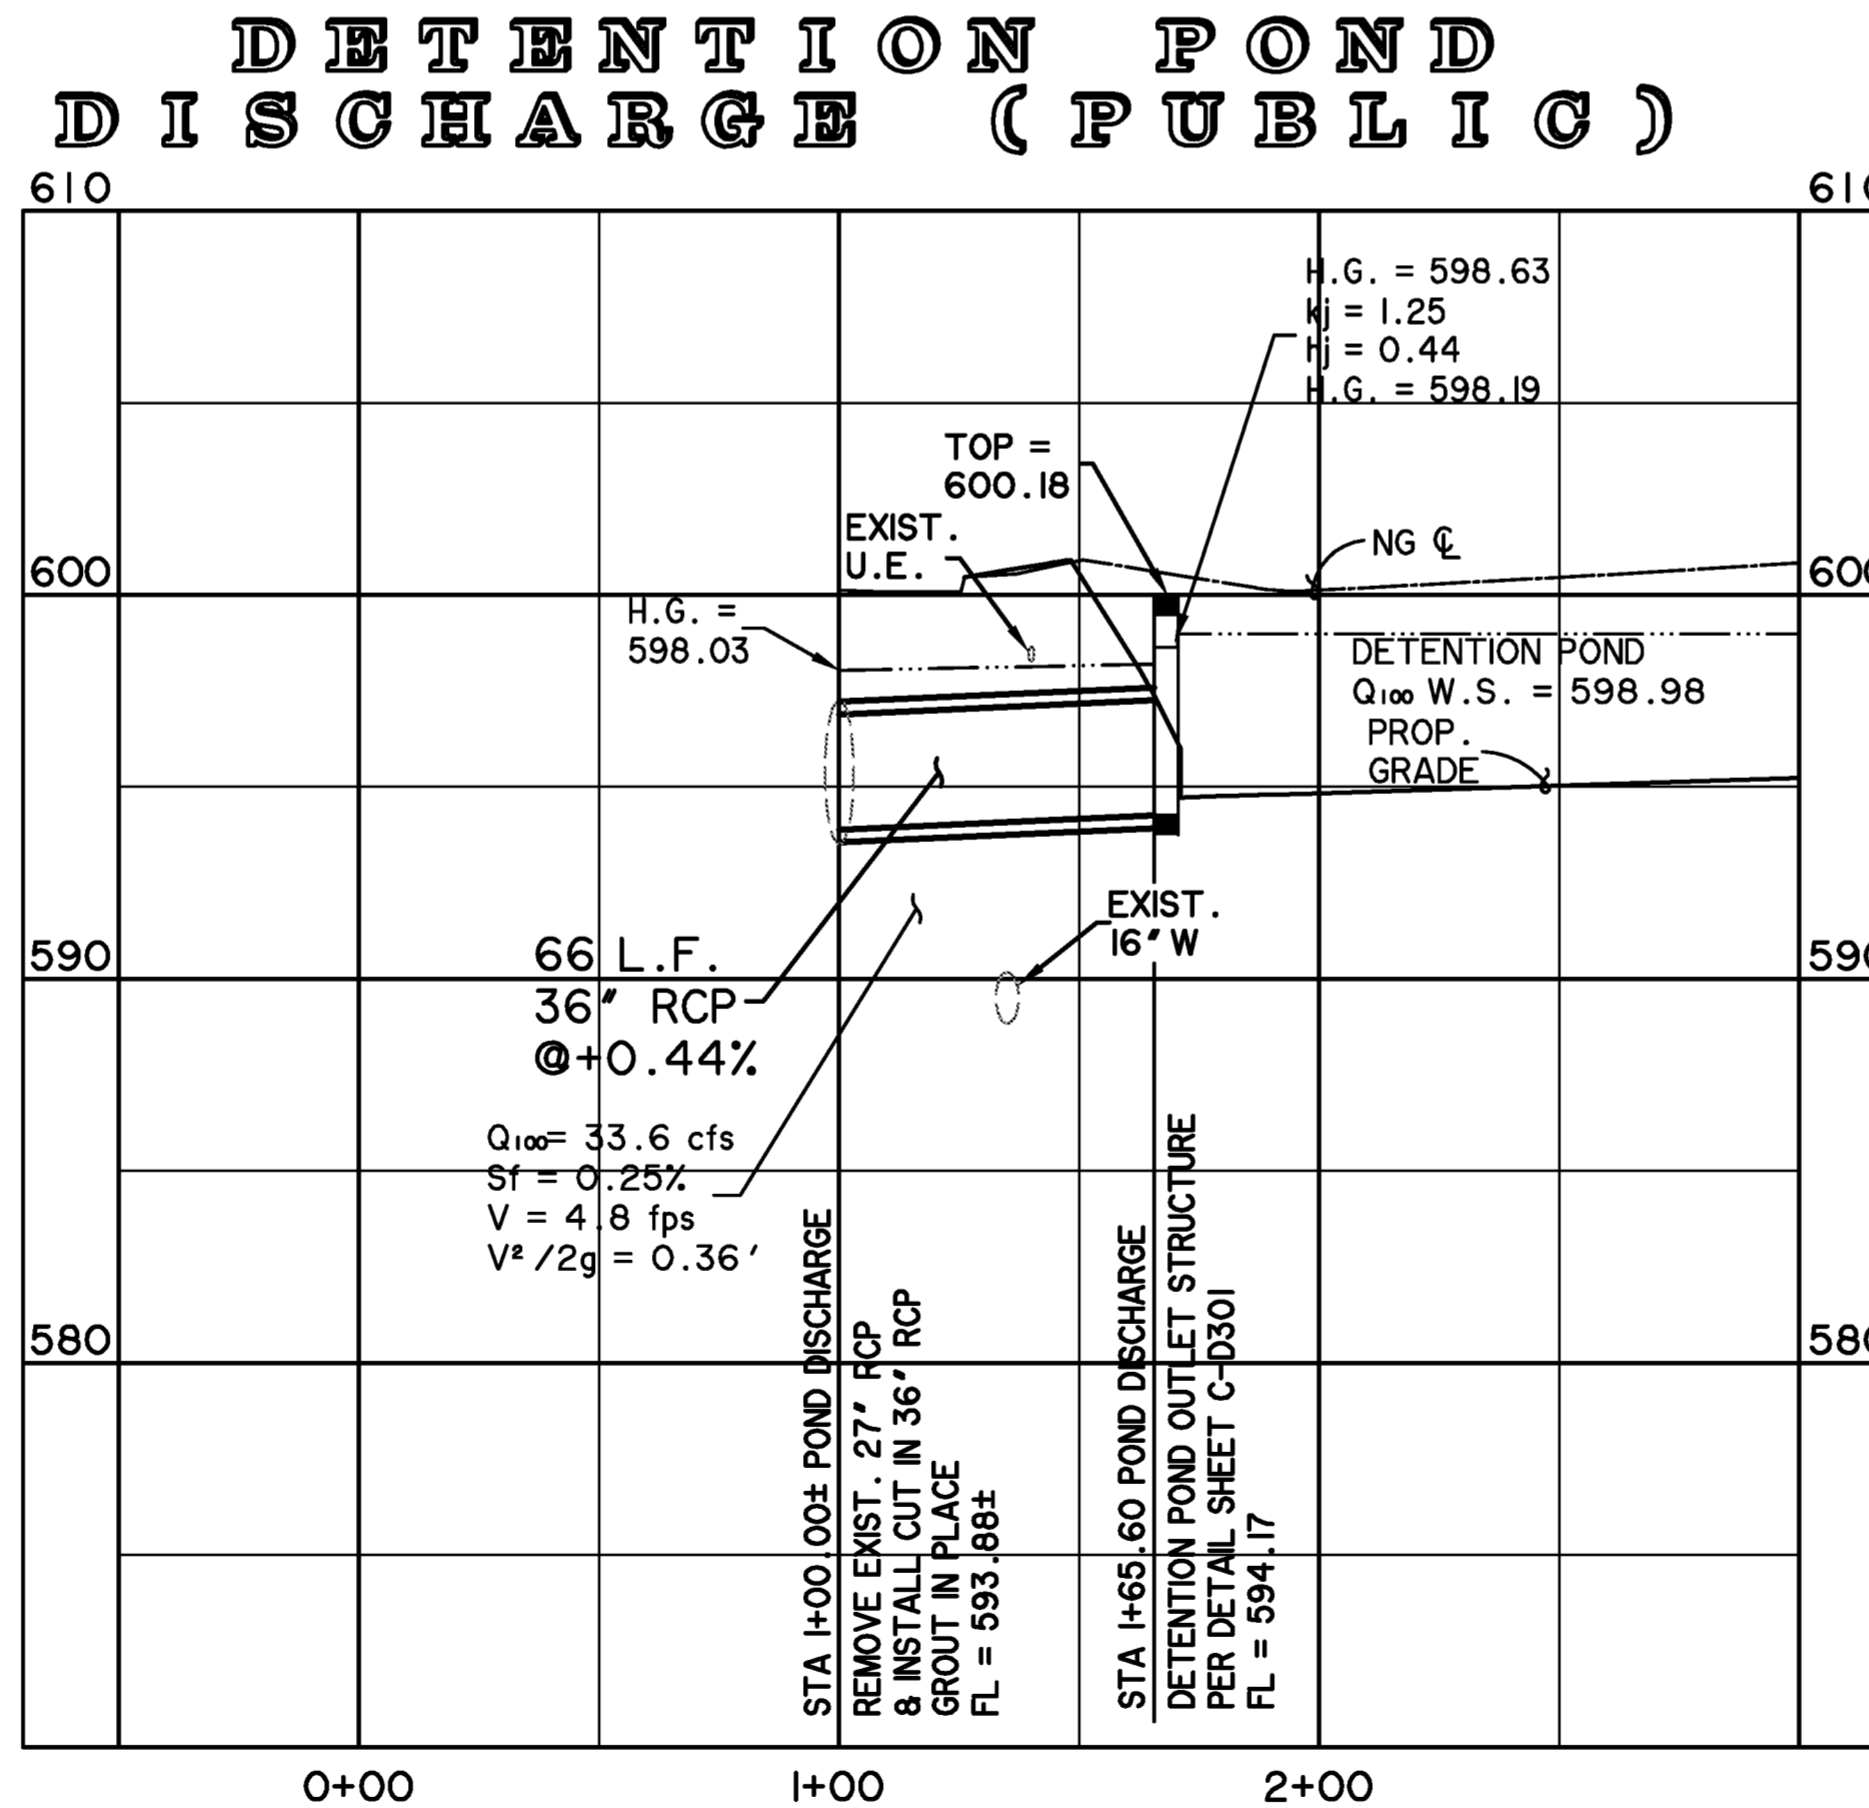 DETENTION POND
DISCHARGE (PUBLIC)
610
610
H.G. = 598.63
kj = 1.25
hj = 0.44
H.G. = 598.19
TOP =
600.18
EXIST.
U.E.
NG ℄
600
600
H.G. =
598.03
DETENTION POND
Q₁₀₀ W.S. = 598.98
PROP.
GRADE
EXIST.
16" W
66 L.F.
36" RCP
@+0.44%
590
590
Q₁₀₀= 33.6 cfs
Sf = 0.25%
V = 4.8 fps
V²/2g = 0.36'
580
580
STA 1+00.00± POND DISCHARGE
REMOVE EXIST. 27" RCP
& INSTALL CUT IN 36" RCP
GROUT IN PLACE
FL = 593.88±
STA 1+65.60 POND DISCHARGE
DETENTION POND OUTLET STRUCTURE
PER DETAIL SHEET C-D301
FL = 594.17
0+00
1+00
2+00